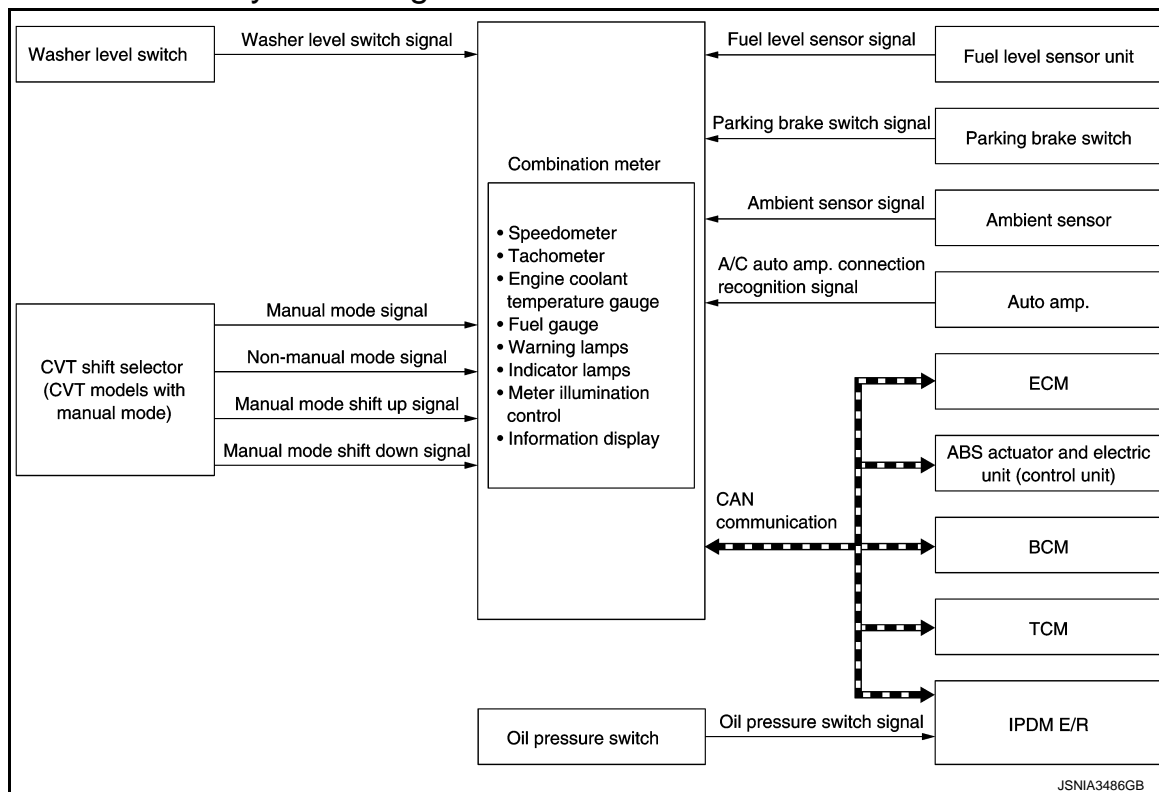 Washer level switch
Washer level switch signal
CVT shift selector
(CVT models with
manual mode)
Manual mode signal
Non-manual mode signal
Manual mode shift up signal
Manual mode shift down signal
Combination meter
• Speedometer
• Tachometer
• Engine coolant
temperature gauge
• Fuel gauge
• Warning lamps
• Indicator lamps
• Meter illumination
control
• Information display
Fuel level sensor signal
Fuel level sensor unit
Parking brake switch signal
Parking brake switch
Ambient sensor signal
Ambient sensor
A/C auto amp. connection
recognition signal
Auto amp.
CAN
communication
ECM
ABS actuator and electric
unit (control unit)
BCM
TCM
IPDM E/R
Oil pressure switch
Oil pressure switch signal
JSNIA3486GB